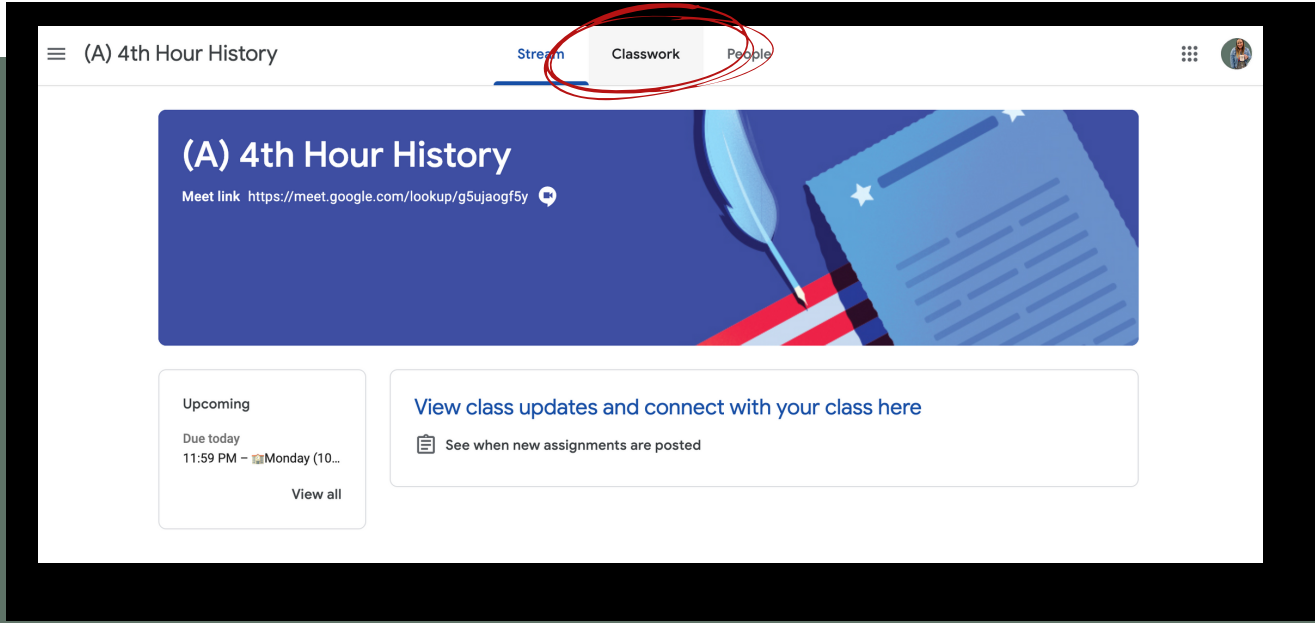 (A) 4th Hour History
Stream
Classwork
People
(A) 4th Hour History
Meet link https://meet.google.com/lookup/g5ujaogf5y
Upcoming
Due today
11:59 PM – 🏫Monday (10...
View all
View class updates and connect with your class here
See when new assignments are posted